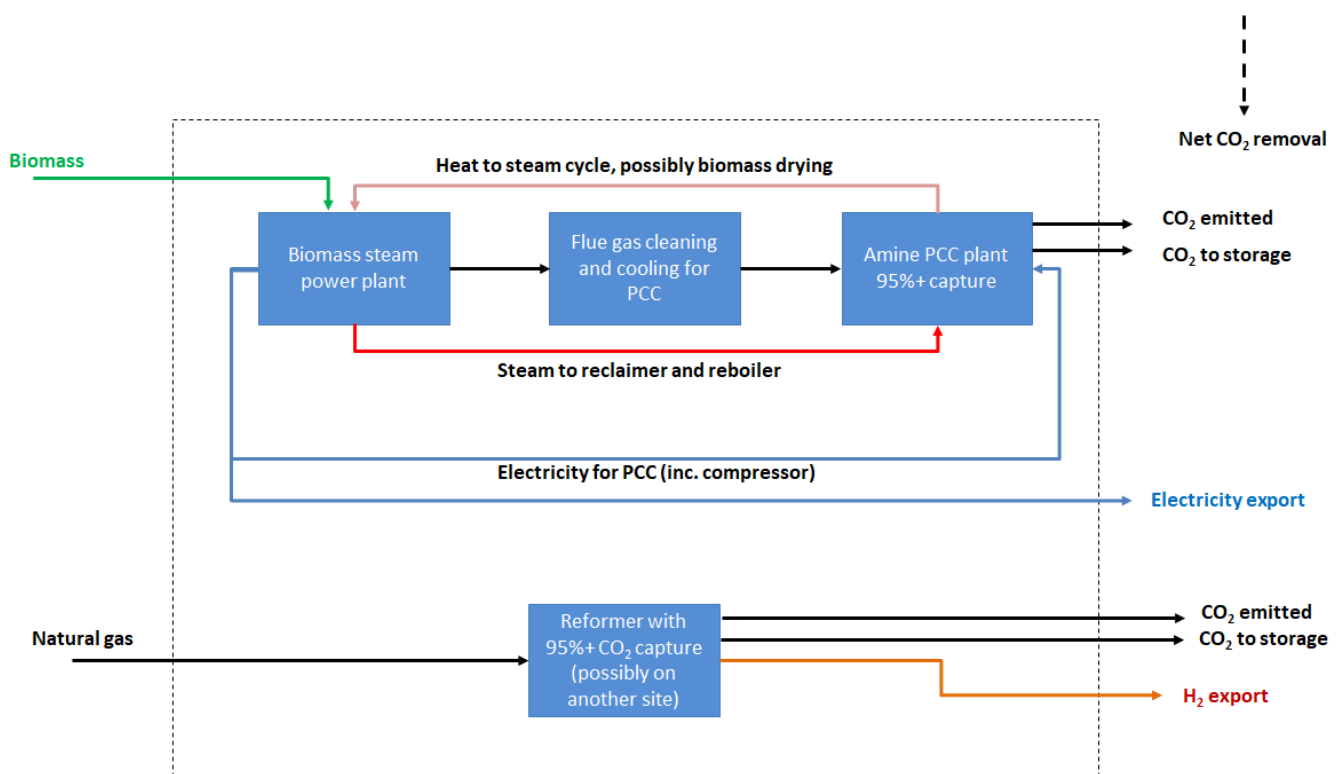 Net CO₂ removal
Biomass
Heat to steam cycle, possibly biomass drying
Biomass steam
power plant
Flue gas cleaning
and cooling for
PCC
Amine PCC plant
95%+ capture
CO₂ emitted
CO₂ to storage
Steam to reclaimer and reboiler
Electricity for PCC (inc. compressor)
Electricity export
Natural gas
Reformer with
95%+ CO₂ capture
(possibly on
another site)
CO₂ emitted
CO₂ to storage
H₂ export